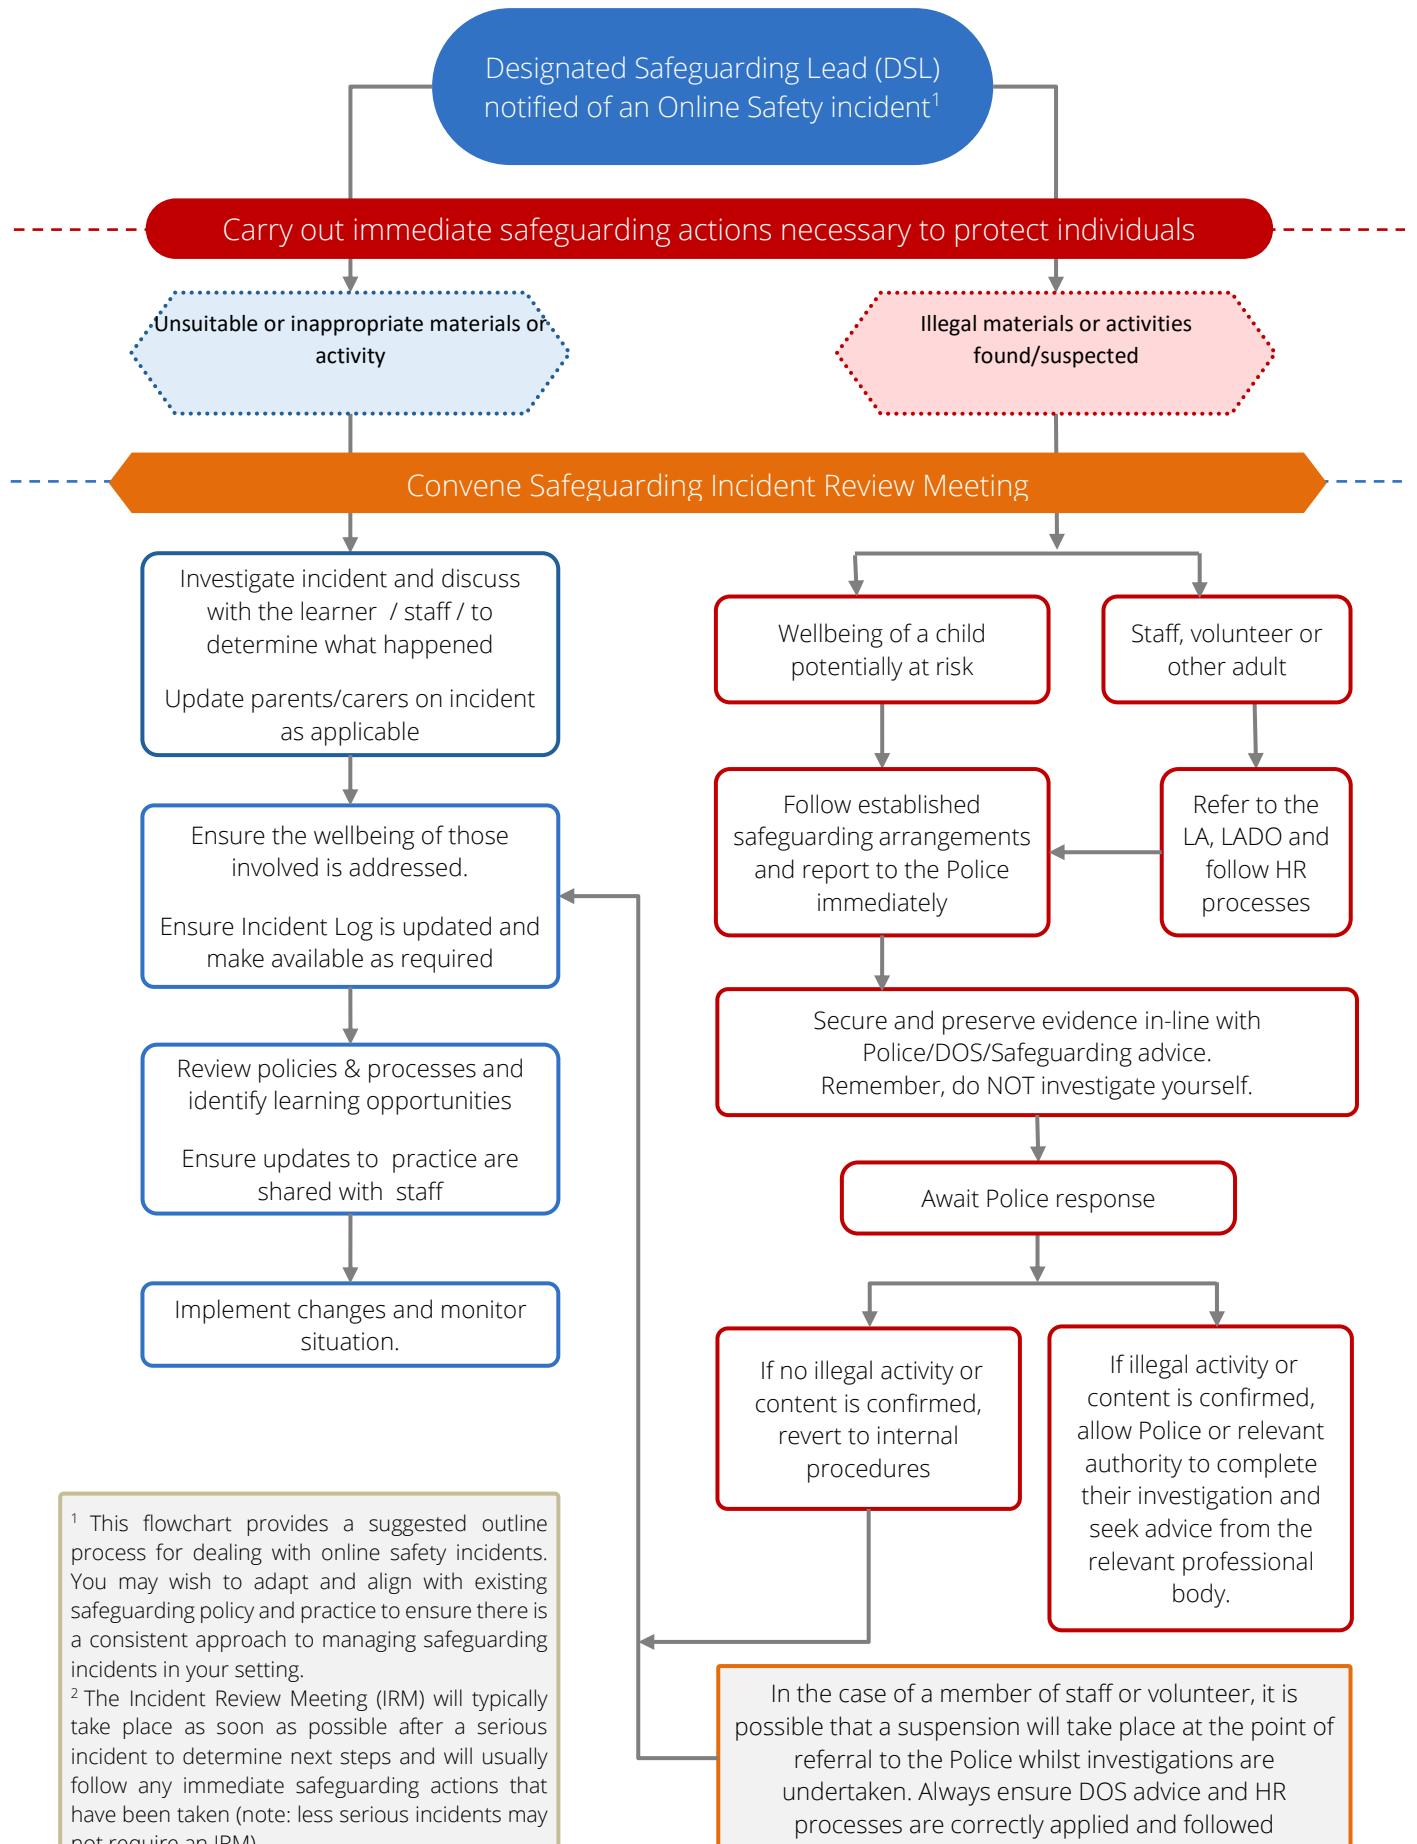 Designated Safeguarding Lead (DSL)
notified of an Online Safety incident1
Carry out immediate safeguarding actions necessary to protect individuals
Unsuitable or inappropriate materials or
activity
Illegal materials or activities
found/suspected
Convene Safeguarding Incident Review Meeting
Investigate incident and discuss
with the learner / staff / to
determine what happened
Update parents/carers on incident
as applicable
Ensure the wellbeing of those
involved is addressed.
Ensure Incident Log is updated and
make available as required
Review policies & processes and
identify learning opportunities
Ensure updates to practice are
shared with staff
Implement changes and monitor
situation.
Wellbeing of a child
potentially at risk
Staff, volunteer or
other adult
Follow established
safeguarding arrangements
and report to the Police
immediately
Refer to the
LA, LADO and
follow HR
processes
Secure and preserve evidence in-line with
Police/DOS/Safeguarding advice.
Remember, do NOT investigate yourself.
Await Police response
If no illegal activity or
content is confirmed,
revert to internal
procedures
If illegal activity or
content is confirmed,
allow Police or relevant
authority to complete
their investigation and
seek advice from the
relevant professional
body.
1 This flowchart provides a suggested outline
process for dealing with online safety incidents.
You may wish to adapt and align with existing
safeguarding policy and practice to ensure there is
a consistent approach to managing safeguarding
incidents in your setting.
2 The Incident Review Meeting (IRM) will typically
take place as soon as possible after a serious
incident to determine next steps and will usually
follow any immediate safeguarding actions that
have been taken (note: less serious incidents may
not require an IRM)
In the case of a member of staff or volunteer, it is
possible that a suspension will take place at the point of
referral to the Police whilst investigations are
undertaken. Always ensure DOS advice and HR
processes are correctly applied and followed